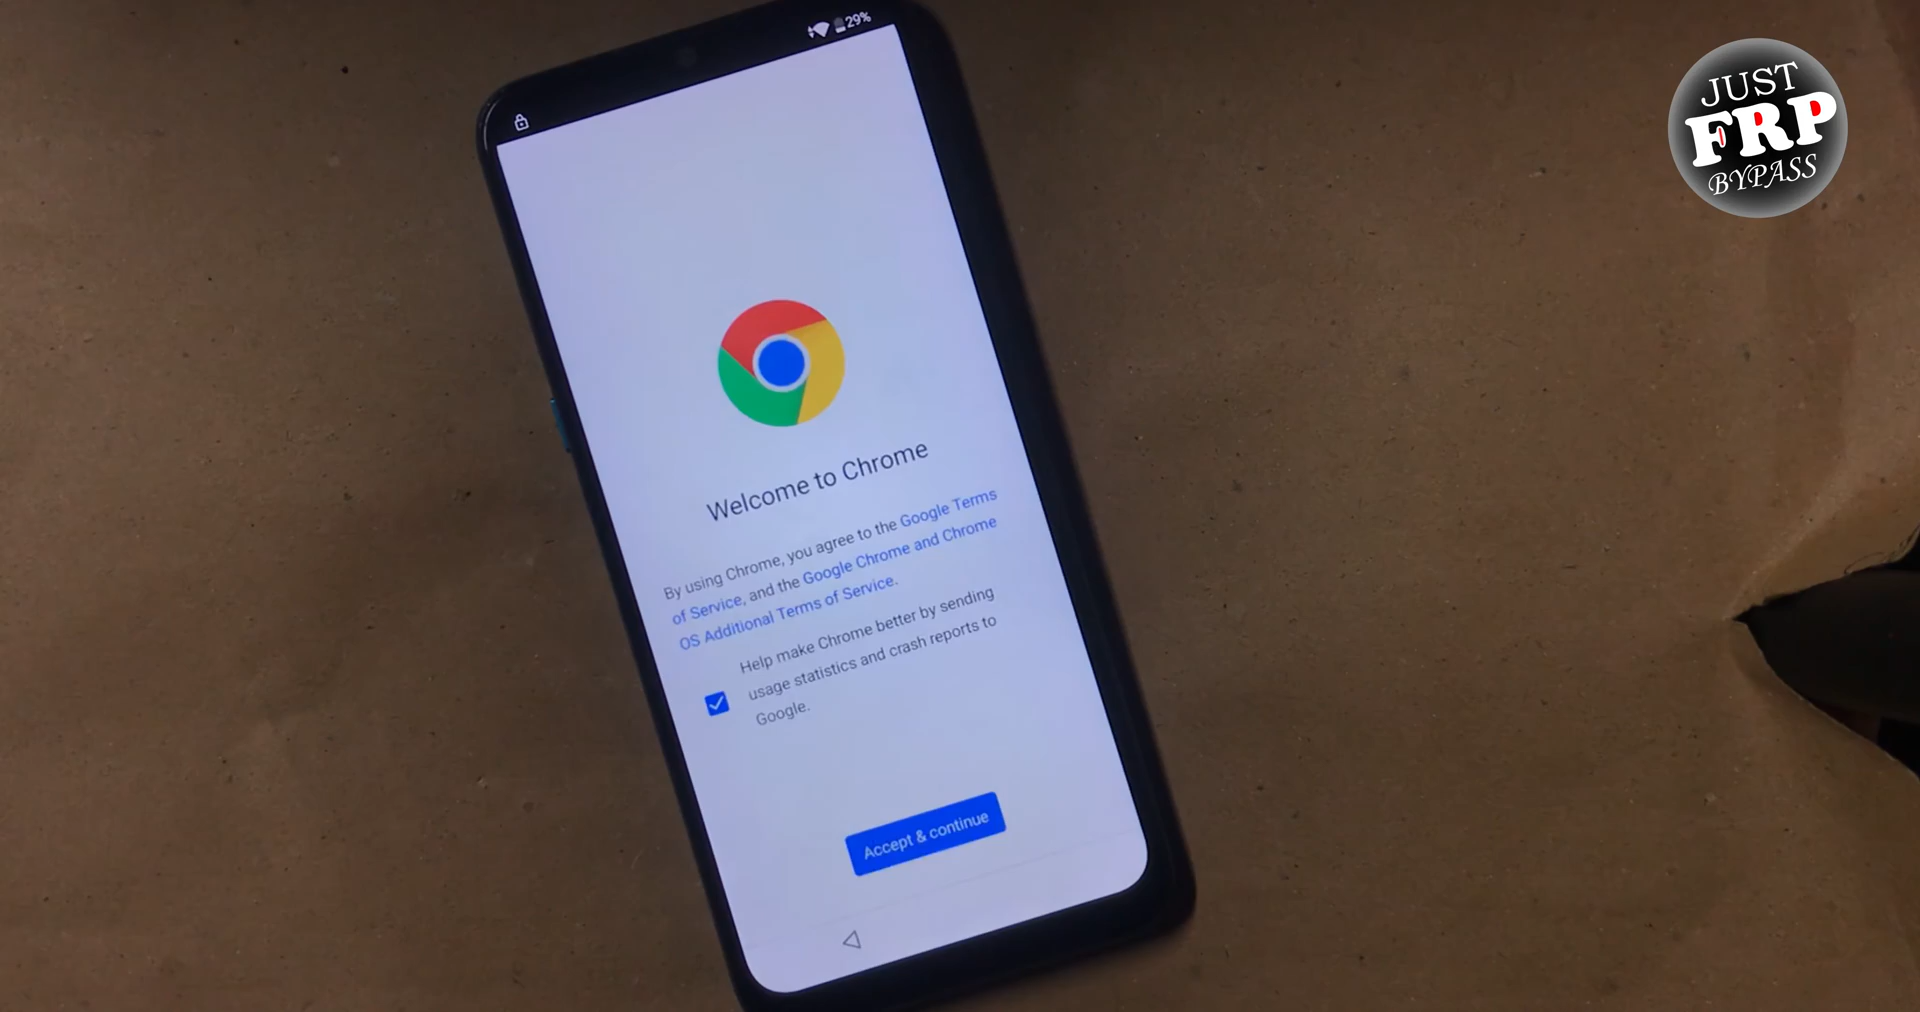 29%
Welcome to Chrome
By using Chrome, you agree to the Google Terms
of Service, and the Google Chrome and Chrome
OS Additional Terms of Service.
Help make Chrome better by sending
usage statistics and crash reports to
Google.
Accept & continue
JUST
FRP
BYPASS